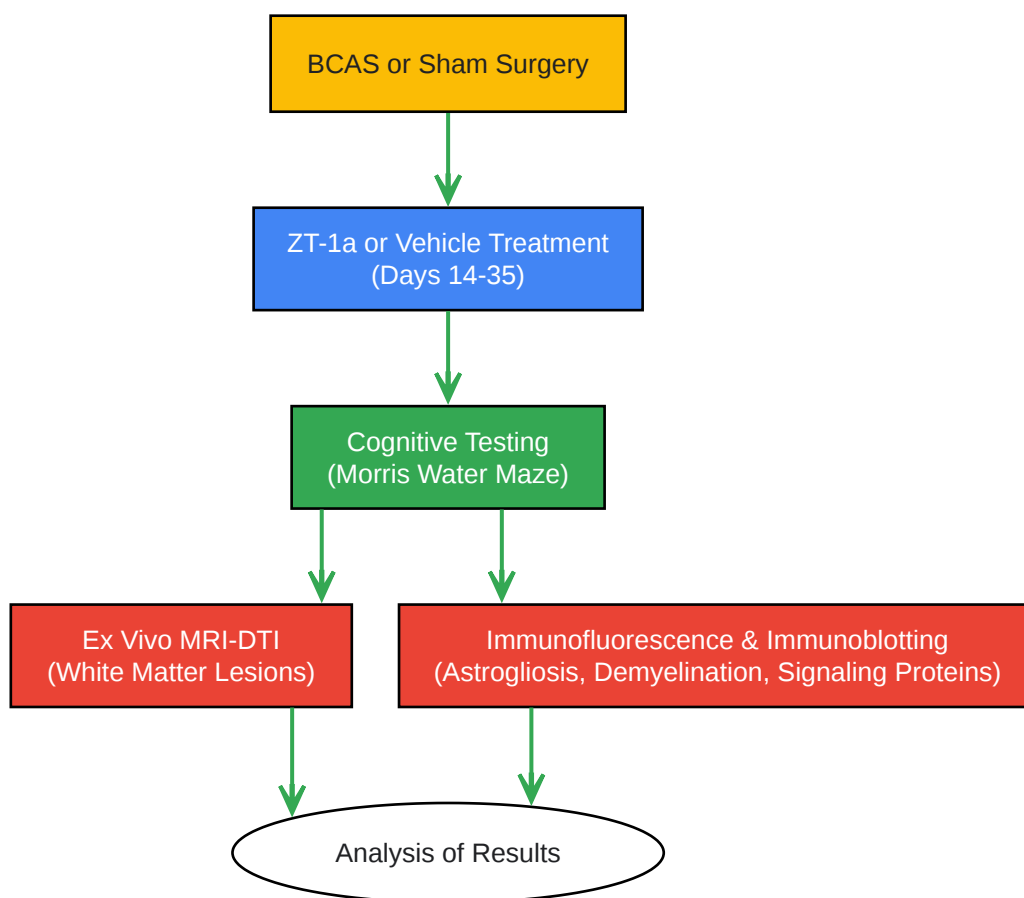 BCAS or Sham Surgery
ZT-1a or Vehicle Treatment
(Days 14-35)
Cognitive Testing
(Morris Water Maze)
Ex Vivo MRI-DTI
(White Matter Lesions)
Immunofluorescence & Immunoblotting
(Astrogliosis, Demyelination, Signaling Proteins)
Analysis of Results